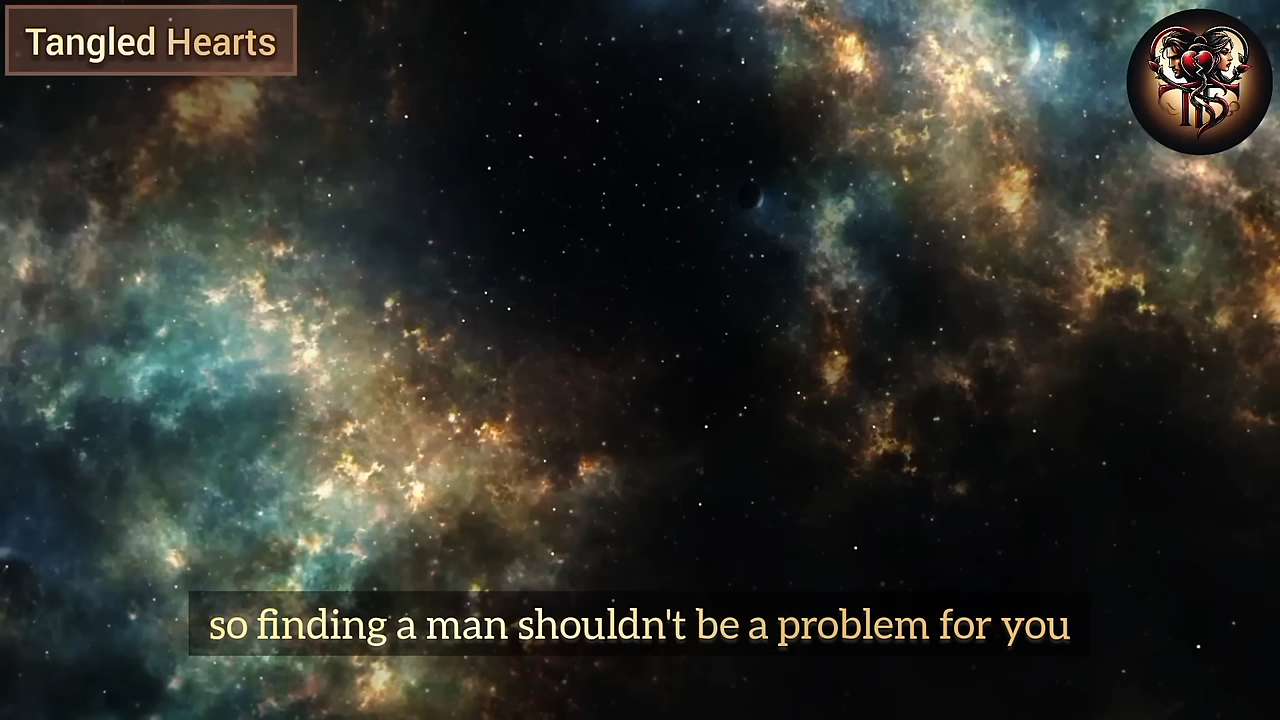 Tangled Hearts
so finding a man shouldn't be a problem for you